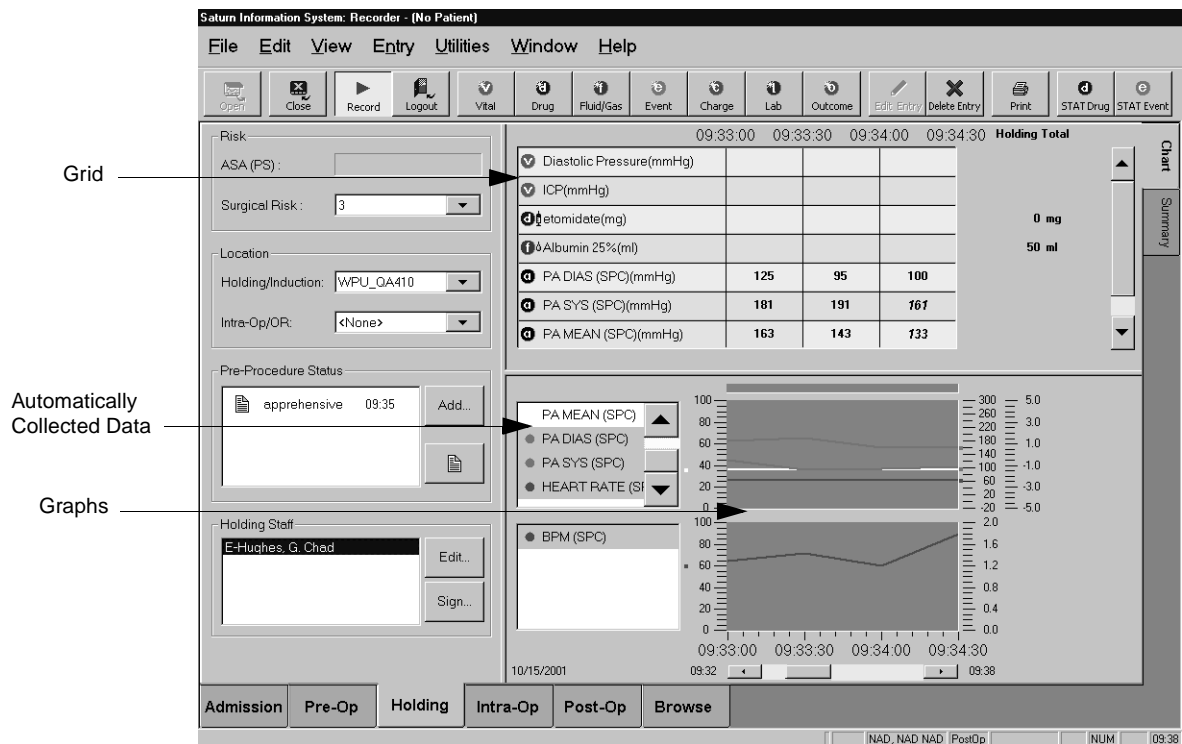 Saturn Information System: Recorder - (No Patient)
File Edit View Entry Utilities Window Help
Open Close Record Logout Vital Drug Fluid/Gas Event Charge Lab Outcome Edit Entry Delete Entry Print STAT Drug STAT Event
Grid
Automatically
Collected Data
Graphs
Risk
ASA (PS) :
Surgical Risk : 3
Location
Holding/Induction: WPU_QA410
Intra-Op/OR: <None>
Pre-Procedure Status
apprehensive 09:35 Add...
Holding Staff
E-Hughes, G. Chad
Edit...
Sign...
09:33:00 09:33:30 09:34:00 09:34:30 Holding Total
v Diastolic Pressure(mmHg)
v ICP(mmHg)
d etomidate(mg) 0 mg
f Albumin 25%(ml) 50 ml
a PA DIAS (SPC)(mmHg) 125 95 100
a PA SYS (SPC)(mmHg) 181 191 161
a PA MEAN (SPC)(mmHg) 163 143 133
Chart
Summary
PA MEAN (SPC)
PA DIAS (SPC)
PA SYS (SPC)
HEART RATE (S
100 300 5.0
80 260 3.0
60 220 1.0
40 180 -1.0
20 140 -3.0
0 100 -5.0
60
20
-20
BPM (SPC)
100 2.0
80 1.6
60 1.2
40 0.8
20 0.4
0 0.0
09:33:00 09:33:30 09:34:00 09:34:30
10/15/2001 09:32 09:38
Admission Pre-Op Holding Intra-Op Post-Op Browse
NAD, NAD NAD PostOp NUM 09:38